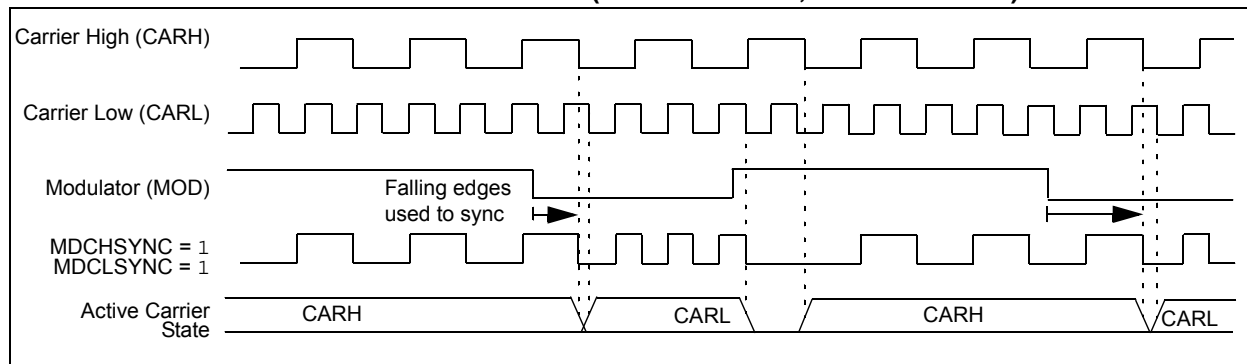 Carrier High (CARH)
Carrier Low (CARL)
Modulator (MOD)
Falling edges
used to sync
MDCHSYNC = 1
MDCLSYNC = 1
Active Carrier
State
CARH
CARL
CARH
CARL